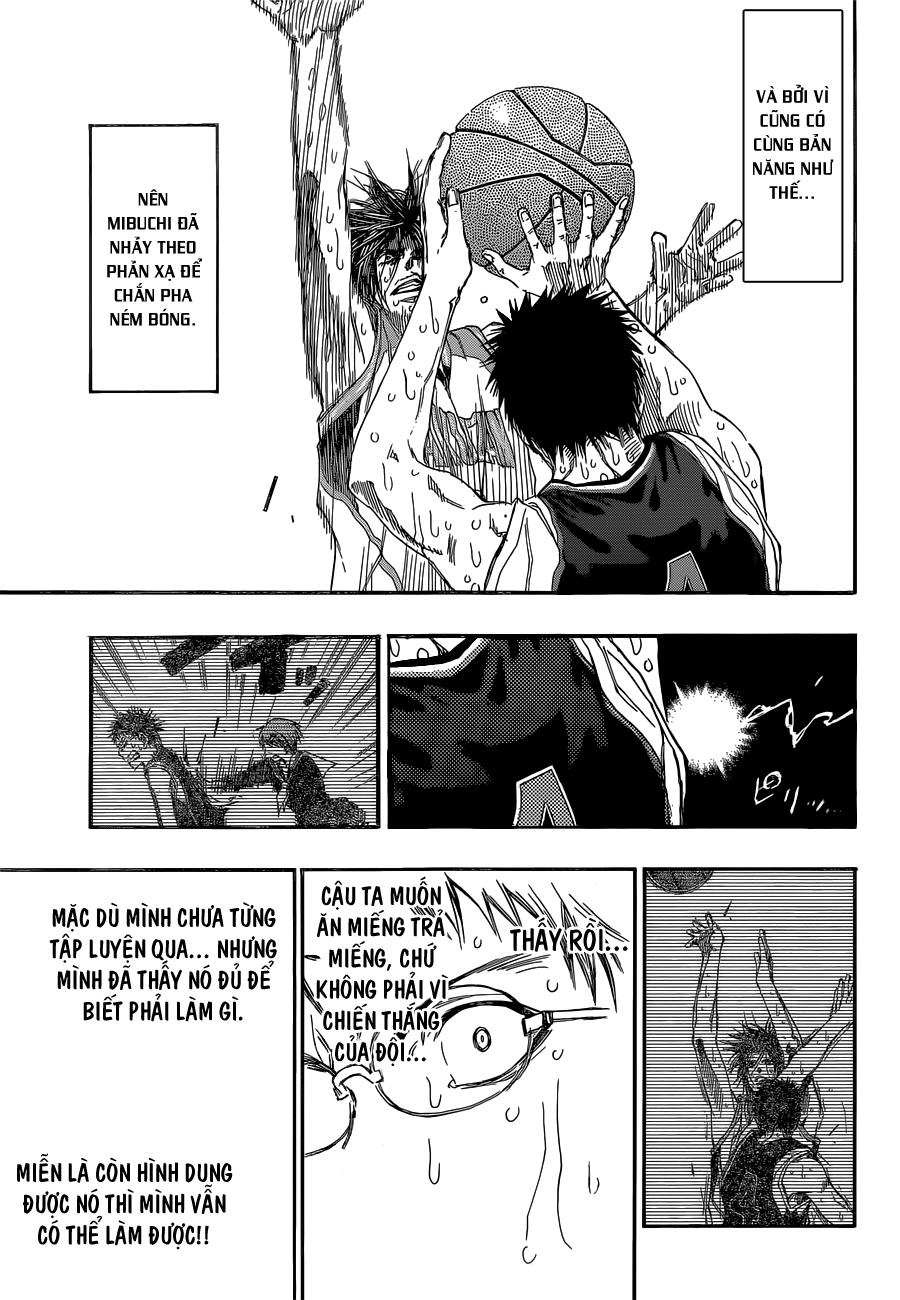 VÀ BỞI VÌ
CŨNG CÓ
CÙNG BẢN
NĂNG NHƯ
THẾ...
NÊN
MIBUCHI ĐÃ
NHẢY THEO
PHẢN XẠ ĐỂ
CHẮN PHA
NÉM BÓNG.
A
ピリ...
A
THẤY RỒI...
CẬU TA MUỐN
ĂN MIẾNG TRẢ
MIẾNG, CHỨ
KHÔNG PHẢI VÌ
CHIẾN THẮNG
CỦA ĐỘI...
MẶC DÙ MÌNH CHƯA TỪNG
TẬP LUYỆN QUA... NHƯNG
MÌNH ĐÃ THẤY NÓ ĐỦ ĐỂ
BIẾT PHẢI LÀM GÌ.
MIỄN LÀ CÒN HÌNH DUNG
ĐƯỢC NÓ THÌ MÌNH VẪN
CÓ THỂ LÀM ĐƯỢC!!